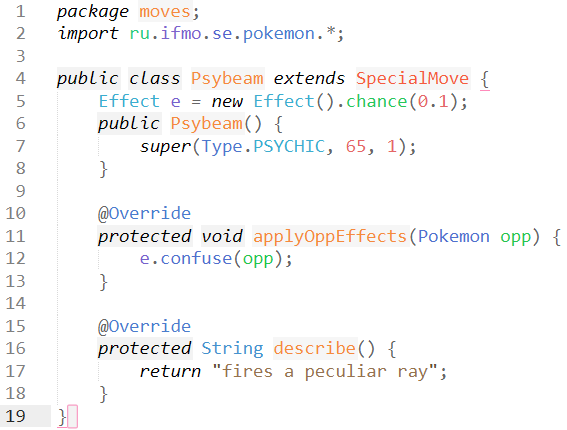 1 package moves;
2 import ru.ifmo.se.pokemon.*;
3
4 public class Psybeam extends SpecialMove {
5     Effect e = new Effect().chance(0.1);
6     public Psybeam() {
7         super(Type.PSYCHIC, 65, 1);
8     }
9
10     @Override
11     protected void applyOppEffects(Pokemon opp) {
12         e.confuse(opp);
13     }
14
15     @Override
16     protected String describe() {
17         return "fires a peculiar ray";
18     }
19 }